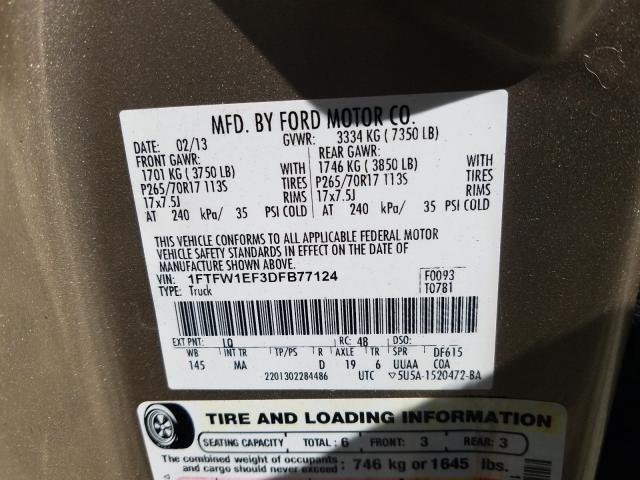 MFD. BY FORD MOTOR CO.
DATE: 02/13 GVWR: 3334 KG ( 7350 LB)
FRONT GAWR: REAR GAWR:
1701 KG ( 3750 LB) WITH 1746 KG ( 3850 LB) WITH
P265/70R17 113S TIRES P265/70R17 113S TIRES
17x7.5J RIMS 17x7.5J RIMS
AT 240 kPa/ 35 PSI COLD AT 240 kPa/ 35 PSI COLD
THIS VEHICLE CONFORMS TO ALL APPLICABLE FEDERAL MOTOR
VEHICLE SAFETY STANDARDS IN EFFECT ON THE DATE OF
MANUFACTURE SHOWN ABOVE.
VIN: 1FTFW1EF3DFB77124 F0093
TYPE: Truck T0781
EXT PNT: LQ RC: 48 DSO:
WB INT TR TP/PS R AXLE TR SPR DF615
145 MA D 19 6 UUAA COA
2201302284486 UTC ▽5U5A-1520472-BA
TIRE AND LOADING INFORMATION
SEATING CAPACITY TOTAL: 6 FRONT: 3 REAR: 3
The combined weight of occupants
and cargo should never exceed : 746 kg or 1645 lbs.